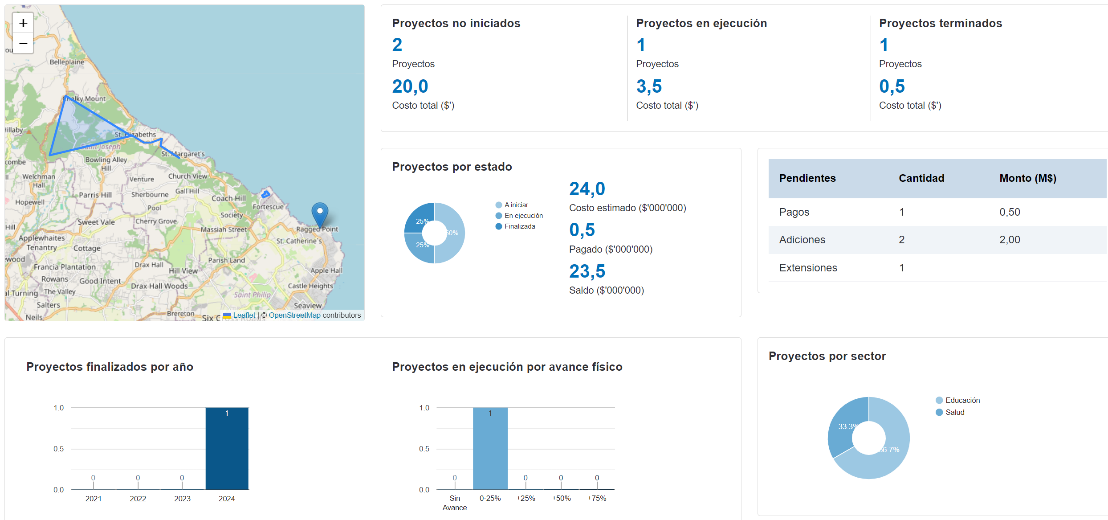 +
−
Belleplaine
Chalky Mount
Hillaby
St. Elizabeths
Saint Joseph
St. Margaret's
Bowling Alley
Hill
Welchman
Hall
Venture
Church View
Parris Hill
Sherbourne
Gall Hill
Hopewell
Coach Hill
Fortescue
Society
Sweet Vale
Cherry Grove
Pool
Massiah Street
Ragged Point
St. Catherine's
Applewhaites
Tenantry
Cottage
Francia Plantation
Parish Land
Rowans
Good Intent
Drax Hall
Hill View
Apple Hall
Valley
Drax Hall Woods
Castle Heights
Turning
Saint Philip
Salters
Brereton
Seaview
Neils
Six C
Leaflet | © OpenStreetMap contributors
Proyectos no iniciados
2
Proyectos
20,0
Costo total ($')
Proyectos en ejecución
1
Proyectos
3,5
Costo total ($')
Proyectos terminados
1
Proyectos
0,5
Costo total ($')
Proyectos por estado
25%
25%
50%
A iniciar
En ejecución
Finalizada
24,0
Costo estimado ($'000'000)
0,5
Pagado ($'000'000)
23,5
Saldo ($'000'000)
Pendientes Cantidad Monto (M$)
Pagos 1 0,50
Adiciones 2 2,00
Extensiones 1
Proyectos finalizados por año
1.0
0.5
0.0
0 0 0 1
2021 2022 2023 2024
Proyectos en ejecución por avance físico
1.0
0.5
0.0
0 1 0 0 0
Sin Avance 0-25% +25% +50% +75%
Proyectos por sector
33.3%
66.7%
Educación
Salud